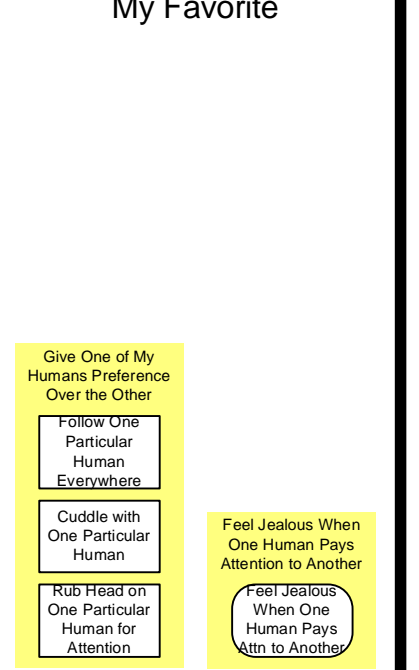 My Favorite
Give One of My
Humans Preference
Over the Other
Follow One
Particular
Human
Everywhere
Cuddle with
One Particular
Human
Rub Head on
One Particular
Human for
Attention
Feel Jealous When
One Human Pays
Attention to Another
Feel Jealous
When One
Human Pays
Attn to Another